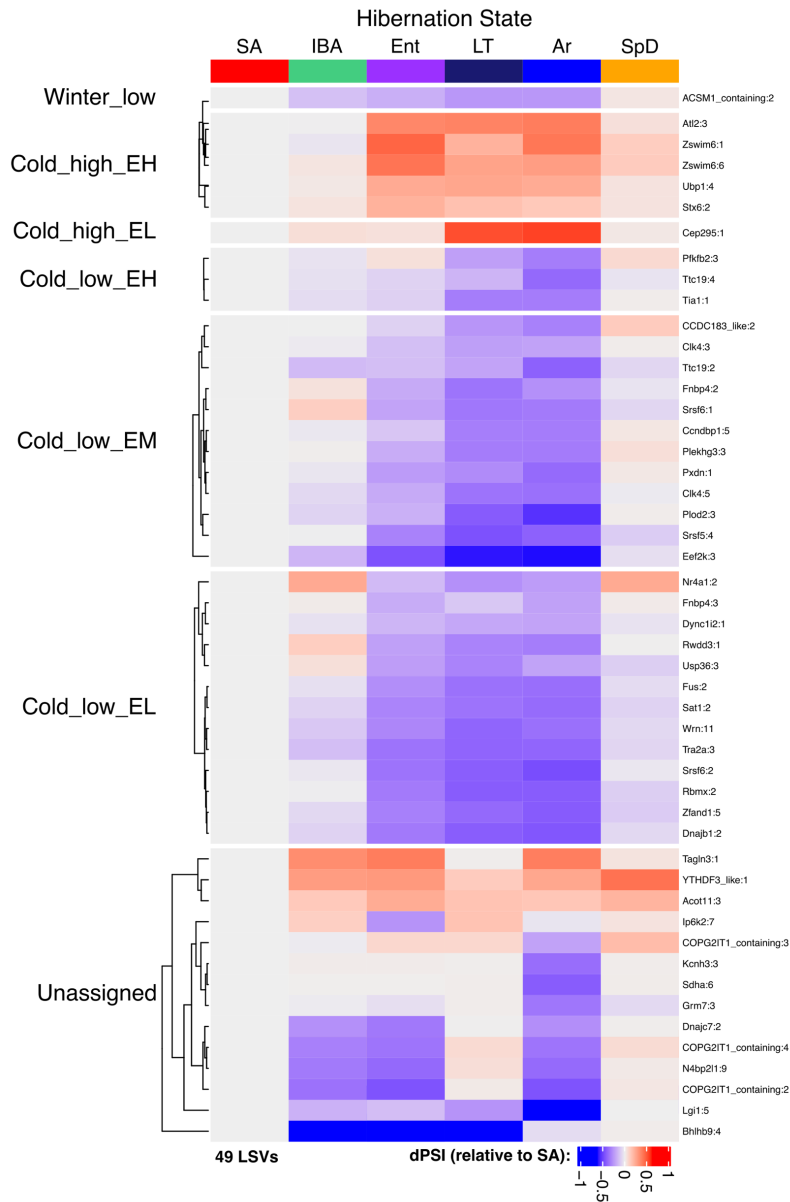 Hibernation State
SA IBA Ent LT Ar SpD
Winter_low
ACSM1_containing:2
Cold_high_EH
Atl2:3
Zswim6:1
Zswim6:6
Ubp1:4
Stx6:2
Cold_high_EL
Cep295:1
Cold_low_EH
Pfkfb2:3
Ttc19:4
Tia1:1
Cold_low_EM
CCDC183_like:2
Clk4:3
Ttc19:2
Fnbp4:2
Srsf6:1
Ccndbp1:5
Plekhg3:3
Pxdn:1
Clk4:5
Plod2:3
Srsf5:4
Eef2k:3
Cold_low_EL
Nr4a1:2
Fnbp4:3
Dync1i2:1
Rwdd3:1
Usp36:3
Fus:2
Sat1:2
Wrn:11
Tra2a:3
Srsf6:2
Rbmx:2
Zfand1:5
Dnajb1:2
Unassigned
Tagln3:1
YTHDF3_like:1
Acot11:3
Ip6k2:7
COPG2IT1_containing:3
Kcnh3:3
Sdha:6
Grm7:3
Dnajc7:2
COPG2IT1_containing:4
N4bp2l1:9
COPG2IT1_containing:2
Lgi1:5
Bhlhb9:4
49 LSVs
dPSI (relative to SA):
-1 -0.5 0 0.5 1